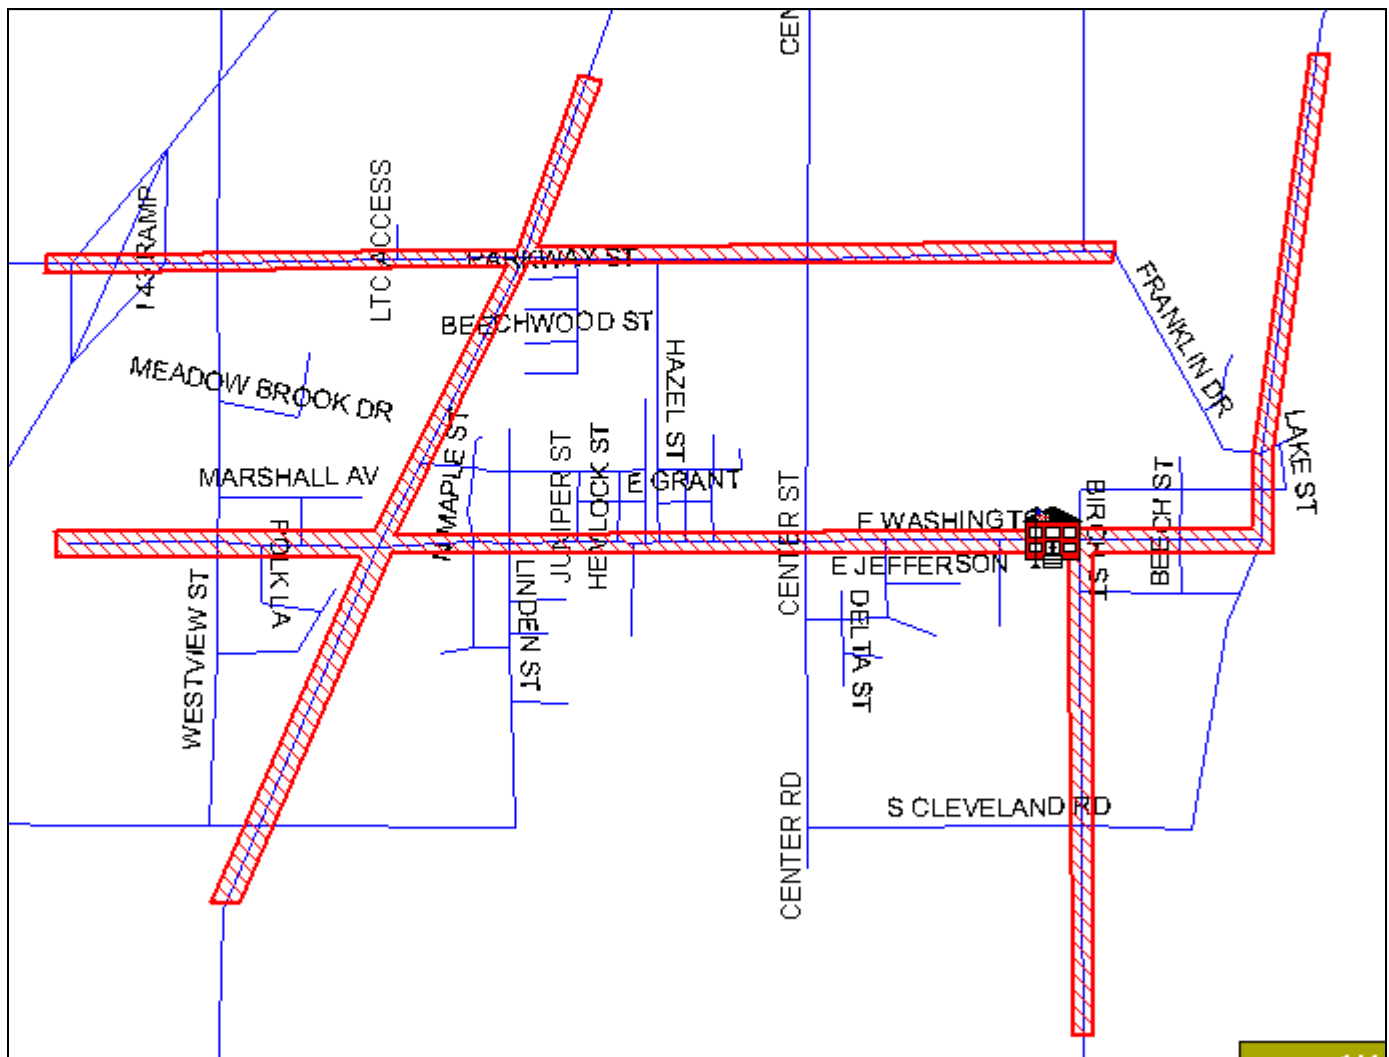 CEN
I 43 RAMP
LTC ACCESS
PARKWAY ST
FRANKLIN DR
BEECHWOOD ST
MEADOW BROOK DR
HAZEL ST
N MAPLE ST
LAKE ST
MARSHALL AV
JUNIPER ST
HEWLOCK ST
E GRANT
CENTER ST
BIRCH ST
BEECH ST
E WASHINGT
POLK LA
E JEFFERSON
WESTVIEW ST
LINDEN ST
DELTA ST
CENTER RD
S CLEVELAND RD